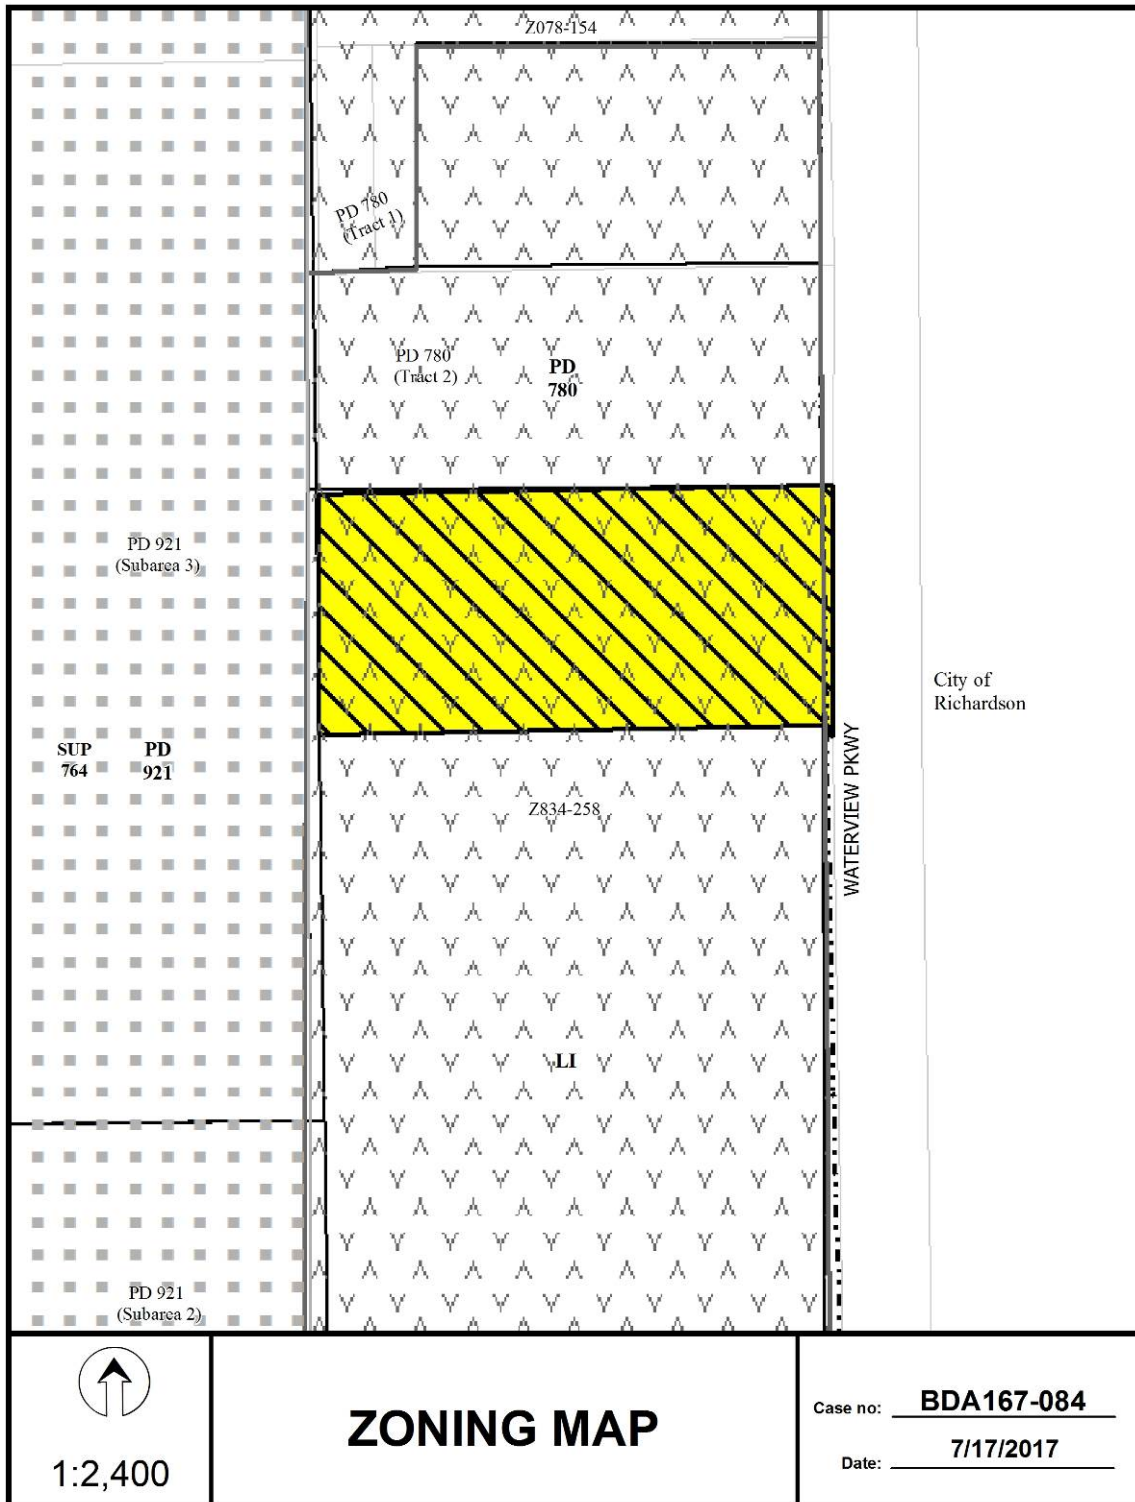 Z078-154
PD 780
(Tract 1)
PD 780
(Tract 2)
PD
780
PD 921
(Subarea 3)
City of
Richardson
SUP
764
PD
921
WATERVIEW PKWY
Z834-258
LI
PD 921
(Subarea 2)
1:2,400
ZONING MAP
Case no: BDA167-084
Date: 7/17/2017